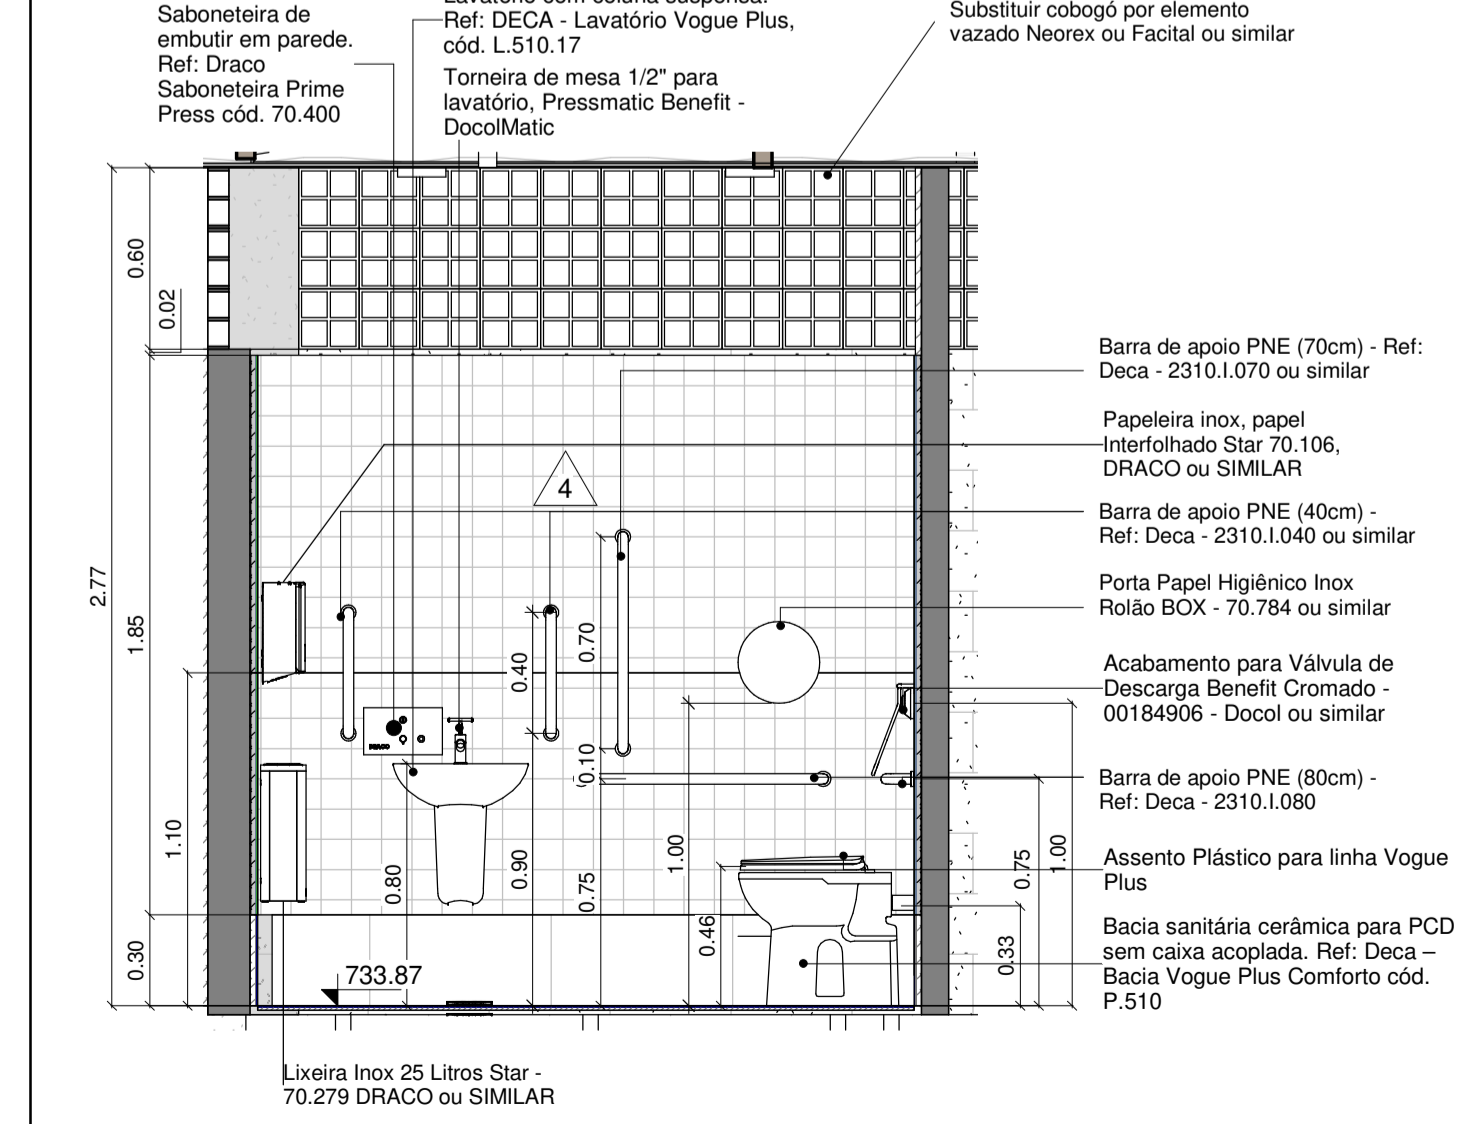 Saboneteira de
embutir em parede.
Ref: Draco
Saboneteira Prime
Press cód. 70.400
Lavatório com coluna suspensa.
Ref: DECA - Lavatório Vogue Plus,
cód. L.510.17
Torneira de mesa 1/2" para
lavatório, Pressmatic Benefit -
DocolMatic
Substituir cobogó por elemento
vazado Neorex ou Facital ou similar
0.60
0.02
2.77
1.85
1.10
0.30
4
0.40
0.70
0.10
DRACO
0.80
0.90
0.75
1.00
0.46
0.75
1.00
0.33
733.87
Barra de apoio PNE (70cm) - Ref:
Deca - 2310.I.070 ou similar
Papeleira inox, papel
Interfolhado Star 70.106,
DRACO ou SIMILAR
Barra de apoio PNE (40cm) -
Ref: Deca - 2310.I.040 ou similar
Porta Papel Higiênico Inox
Rolão BOX - 70.784 ou similar
Acabamento para Válvula de
Descarga Benefit Cromado -
00184906 - Docol ou similar
Barra de apoio PNE (80cm) -
Ref: Deca - 2310.I.080
Assento Plástico para linha Vogue
Plus
Bacia sanitária cerâmica para PCD
sem caixa acoplada. Ref: Deca –
Bacia Vogue Plus Comforto cód.
P.510
Lixeira Inox 25 Litros Star -
70.279 DRACO ou SIMILAR